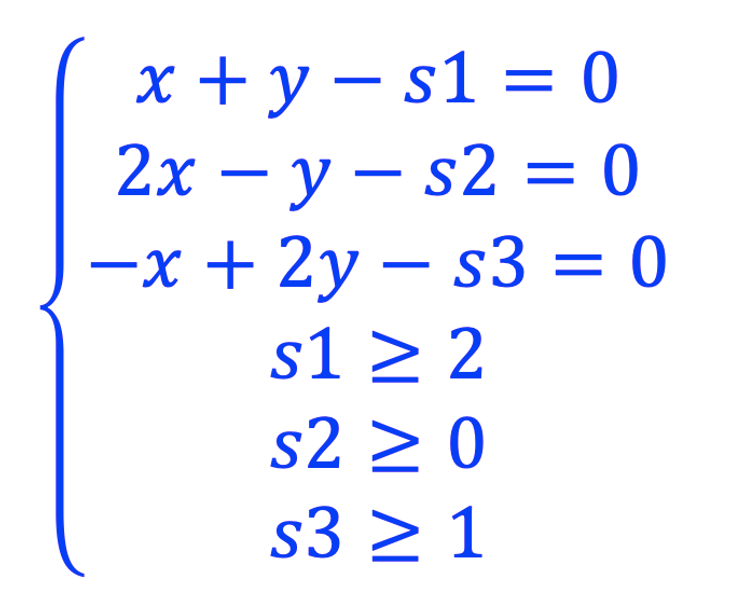 x + y − s1 = 0
2x − y − s2 = 0
−x + 2y − s3 = 0
s1 ≥ 2
s2 ≥ 0
s3 ≥ 1